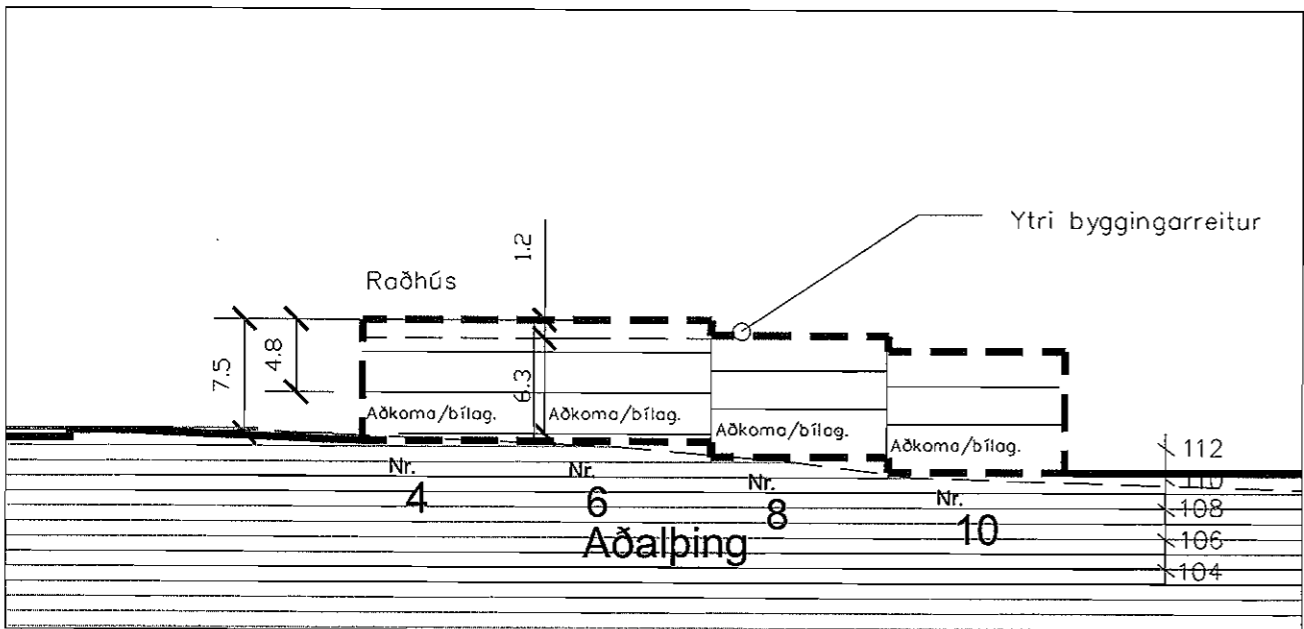 Ytri byggingarreitur
1.2
Raðhús
7.5
4.8
6.3
Aðkoma/bílag.
Aðkoma/bílag.
Aðkoma/bílag.
Aðkoma/bílag.
112
110
108
106
104
Nr.
4
Nr.
6
Nr.
8
Nr.
10
Aðalþing